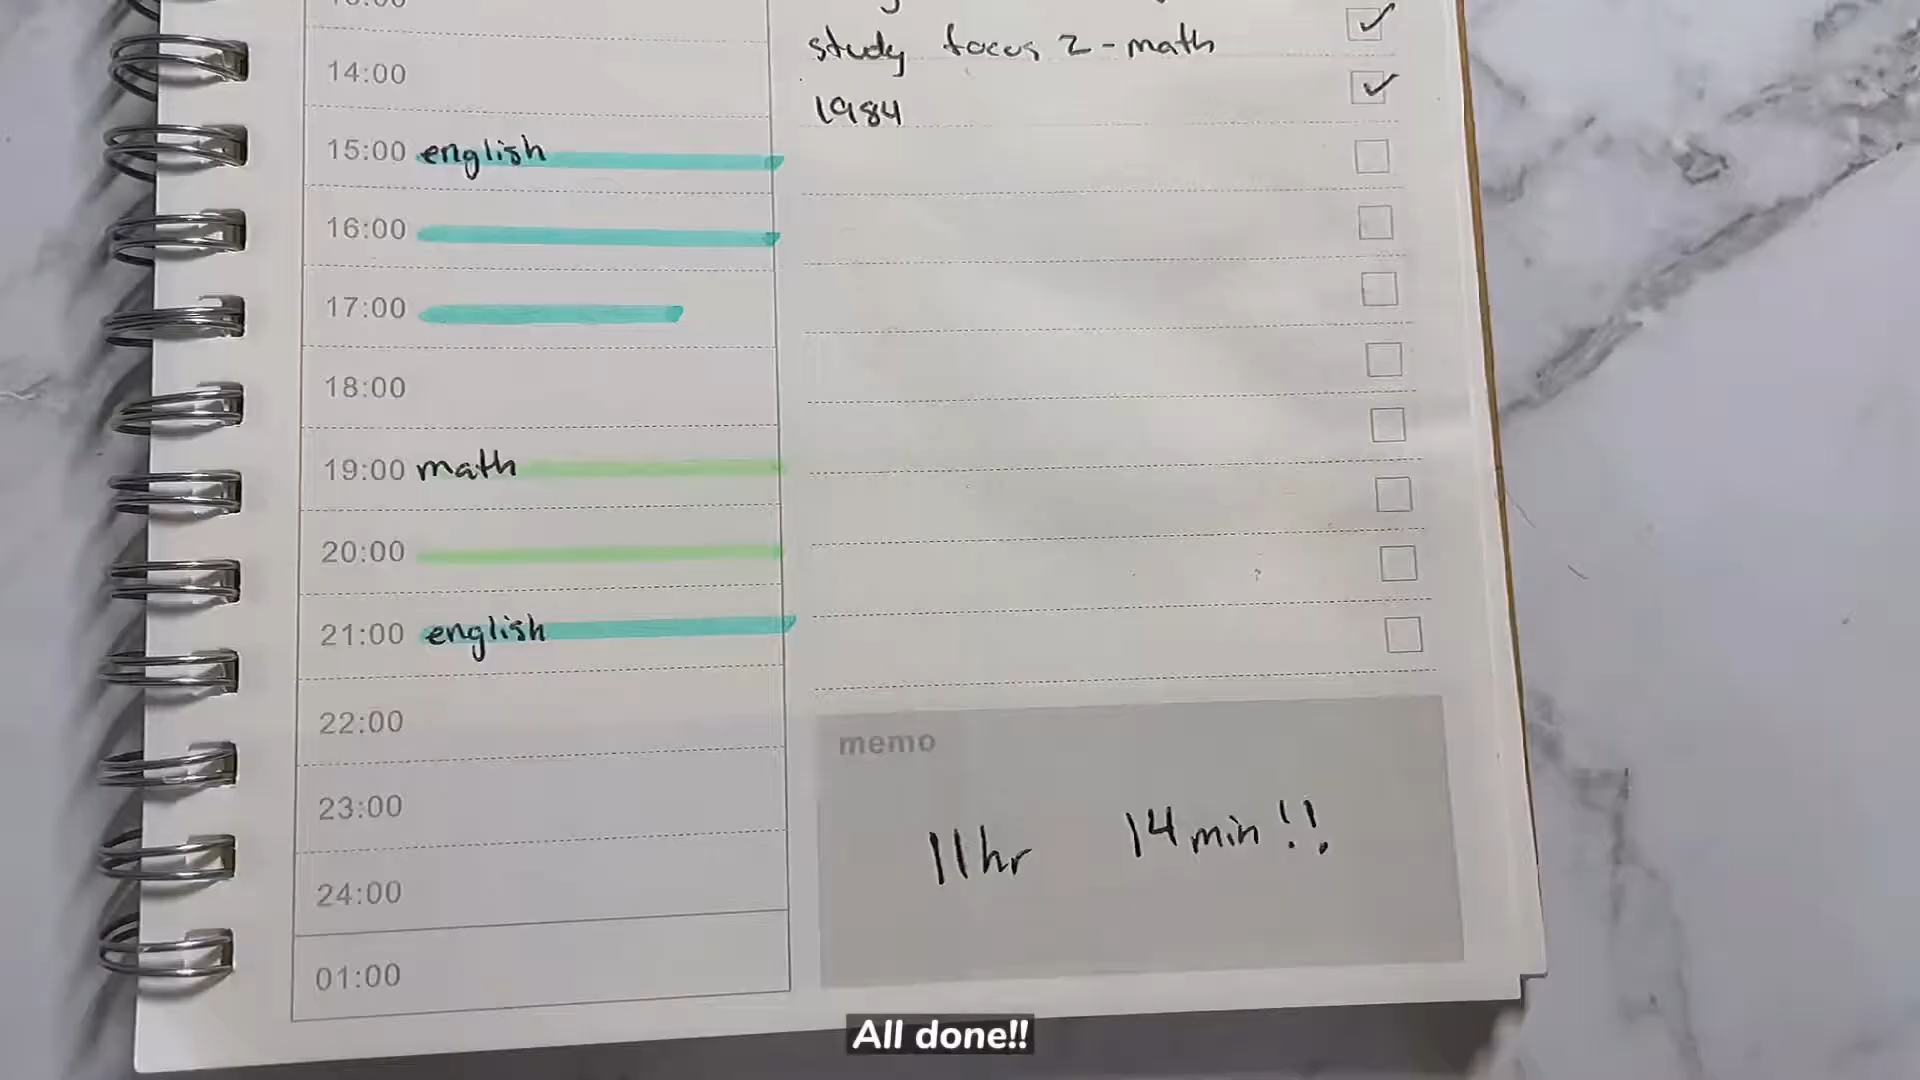 14:00
15:00 english
16:00
17:00
18:00
19:00 math
20:00
21:00 english
22:00
23:00
24:00
01:00
study focus 2 - math
1984
memo
11hr 14min!!
All done!!